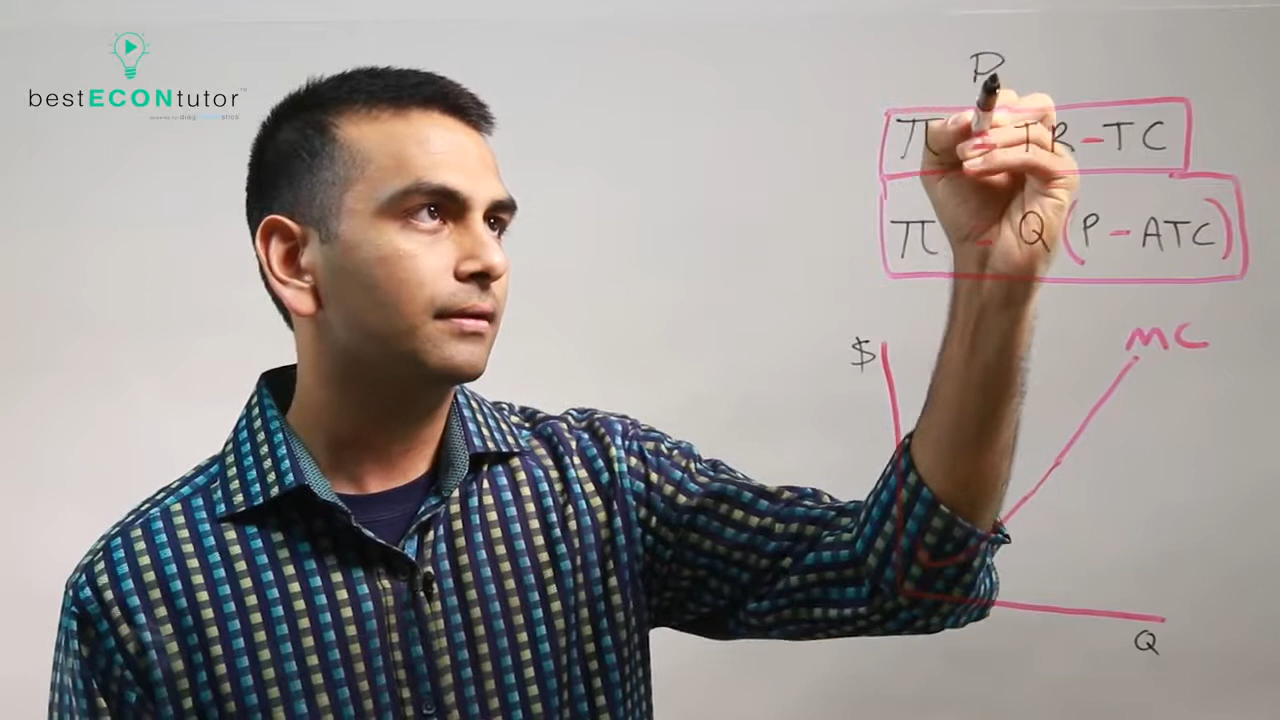 bestECONtutor
P
π = TR - TC
π = Q (P - ATC)
$
MC
Q